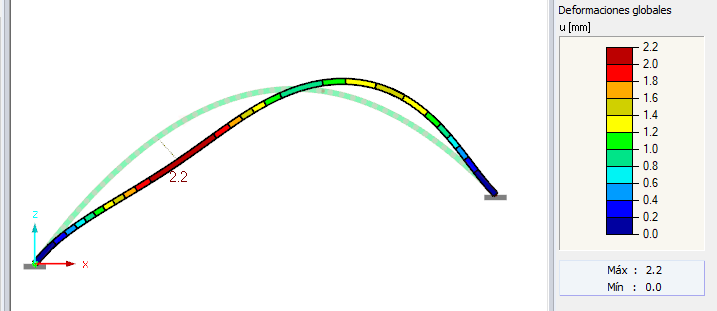 Deformaciones globales
u [mm]
2.2
2.0
1.8
1.6
1.4
1.2
1.0
0.8
0.6
0.4
0.2
0.0
Máx : 2.2
Mín : 0.0
2.2
z
x